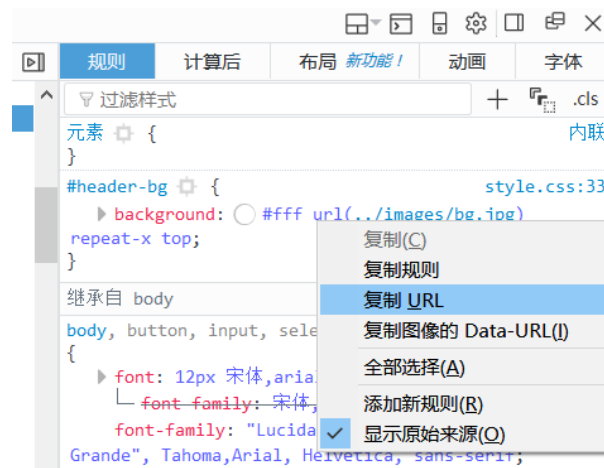 规则 计算后 布局 新功能! 动画 字体
过滤样式 .cls
元素 { 内联
}
#header-bg { style.css:33
background: #fff url(../images/bg.jpg)
repeat-x top;
}
复制(C)
复制规则
复制 URL
复制图像的 Data-URL(I)
全部选择(A)
添加新规则(R)
显示原始来源(O)
继承自 body
body, button, input, sele
{
font: 12px 宋体,aria
font-family: 宋体,
font-family: "Lucida
Grande", Tahoma,Arial, Helvetica, sans-serif;